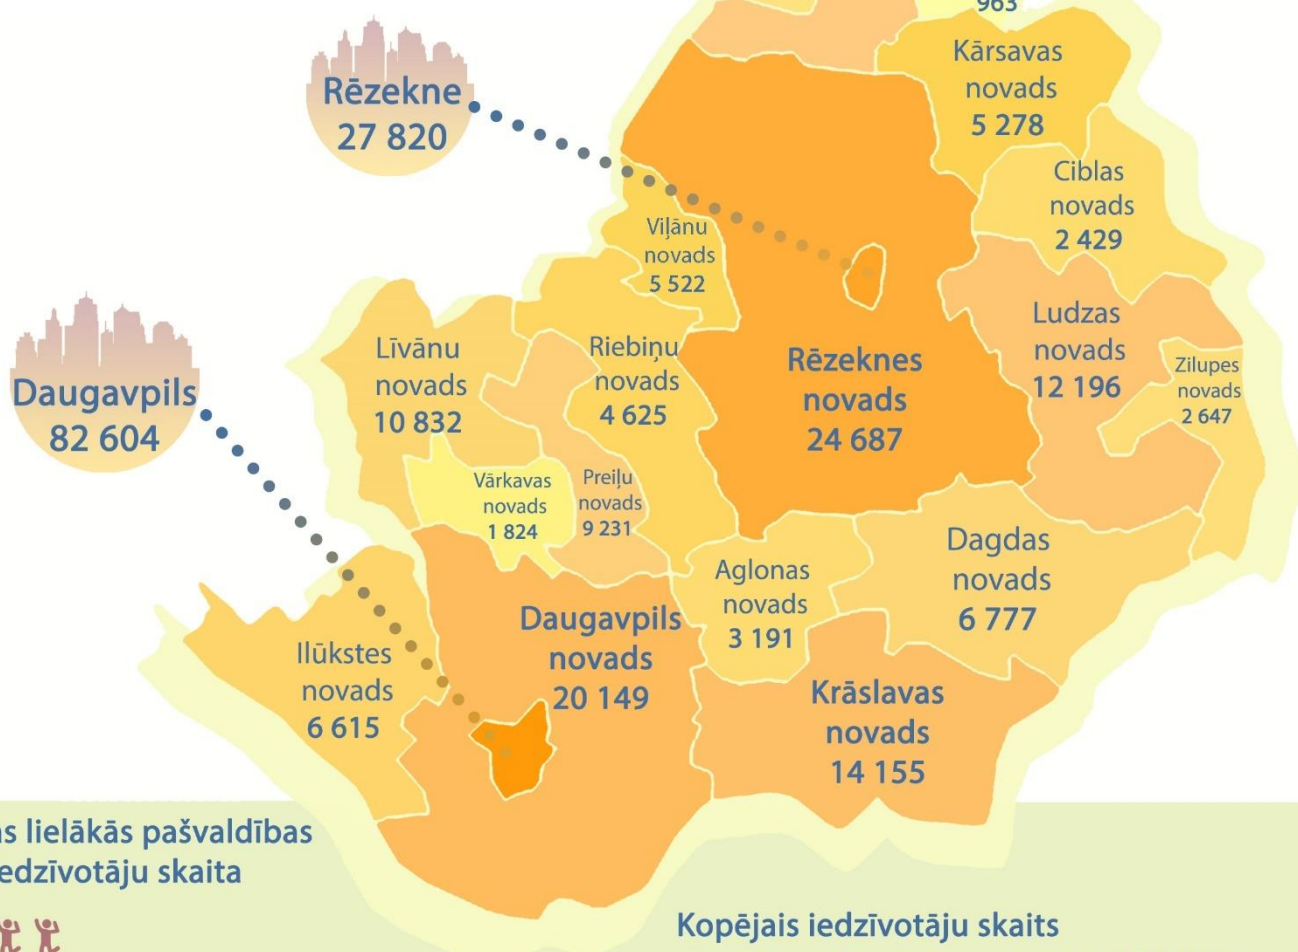 963
Kārsavas
novads
5 278
Rēzekne
27 820
Ciblas
novads
2 429
Viļānu
novads
5 522
Ludzas
novads
12 196
Līvānu
novads
10 832
Riebiņu
novads
4 625
Rēzeknes
novads
24 687
Zilupes
novads
2 647
Daugavpils
82 604
Vārkavas
novads
1 824
Preiļu
novads
9 231
Aglonas
novads
3 191
Dagdas
novads
6 777
Daugavpils
novads
20 149
Ilūkstes
novads
6 615
Krāslavas
novads
14 155
lielākās pašvaldības
iedzīvotāju skaita
Kopējais iedzīvotāju skaits